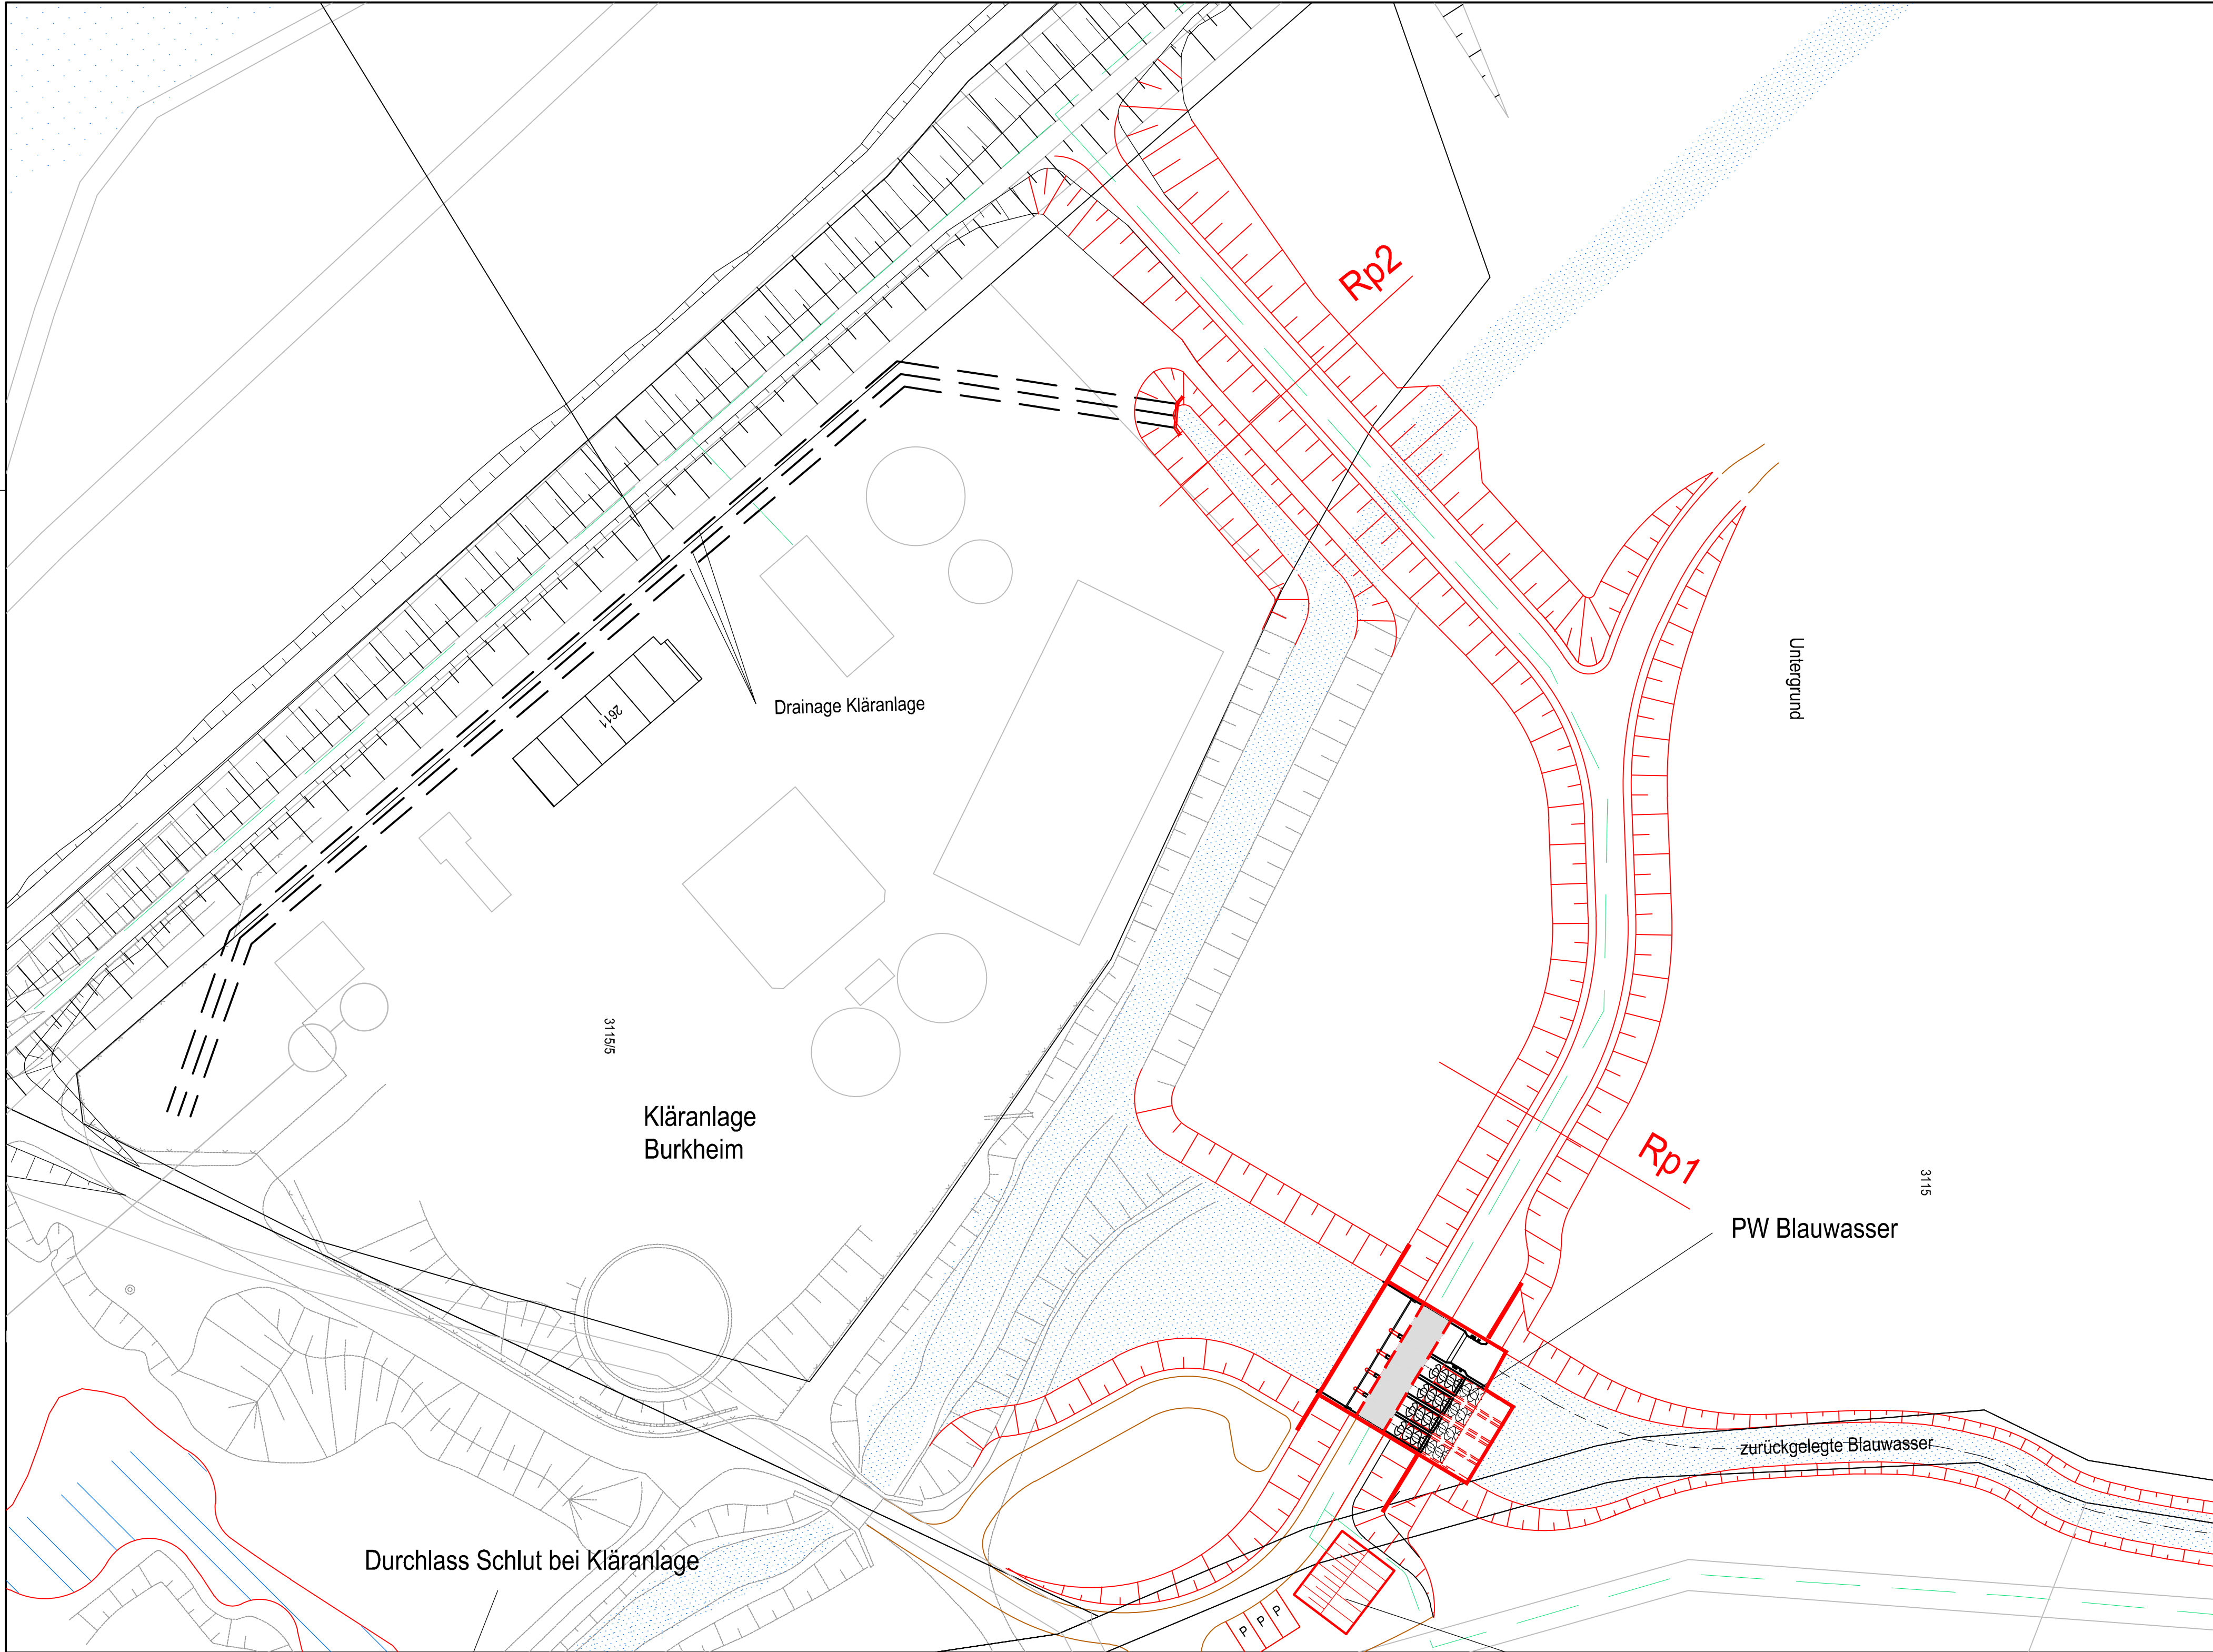 Rp2
Untergrund
Drainage Kläranlage
2611
3115/5
Kläranlage
Burkheim
Rp1
3115
PW Blauwasser
zurückgelegte Blauwasser
Durchlass Schlut bei Kläranlage
P P P